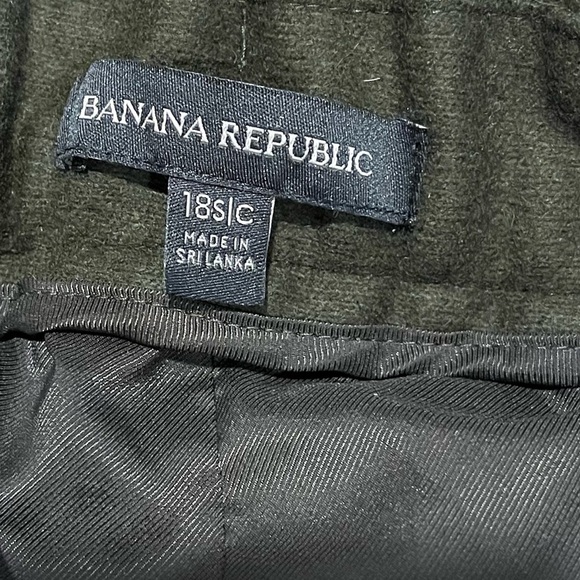 BANANA REPUBLIC
18S|C
MADE IN
SRI LANKA